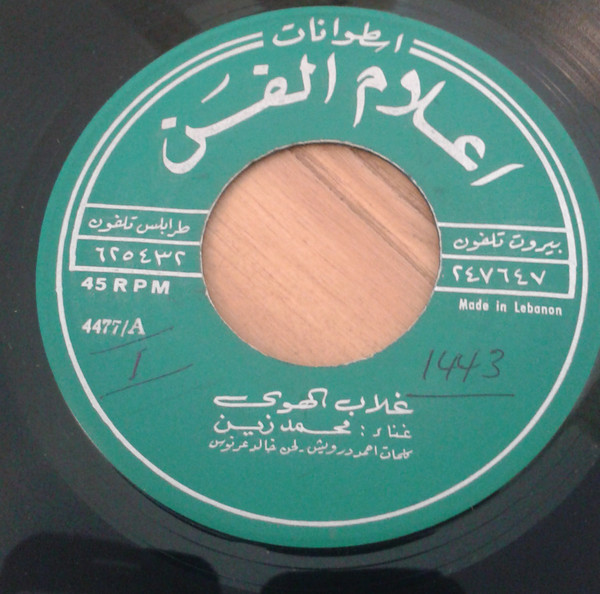 اسطوانات
اعلام الفن
طرابلس تلفون
٦٢٥٤٣٢
بيروت تلفون
٢٤٧٦٤٧
45 RPM
Made in Lebanon
4477/A
1
1443
غلاب الهوى
غناء : محمد زين
كلمات احمد درويش . لحن خالد عرنوس